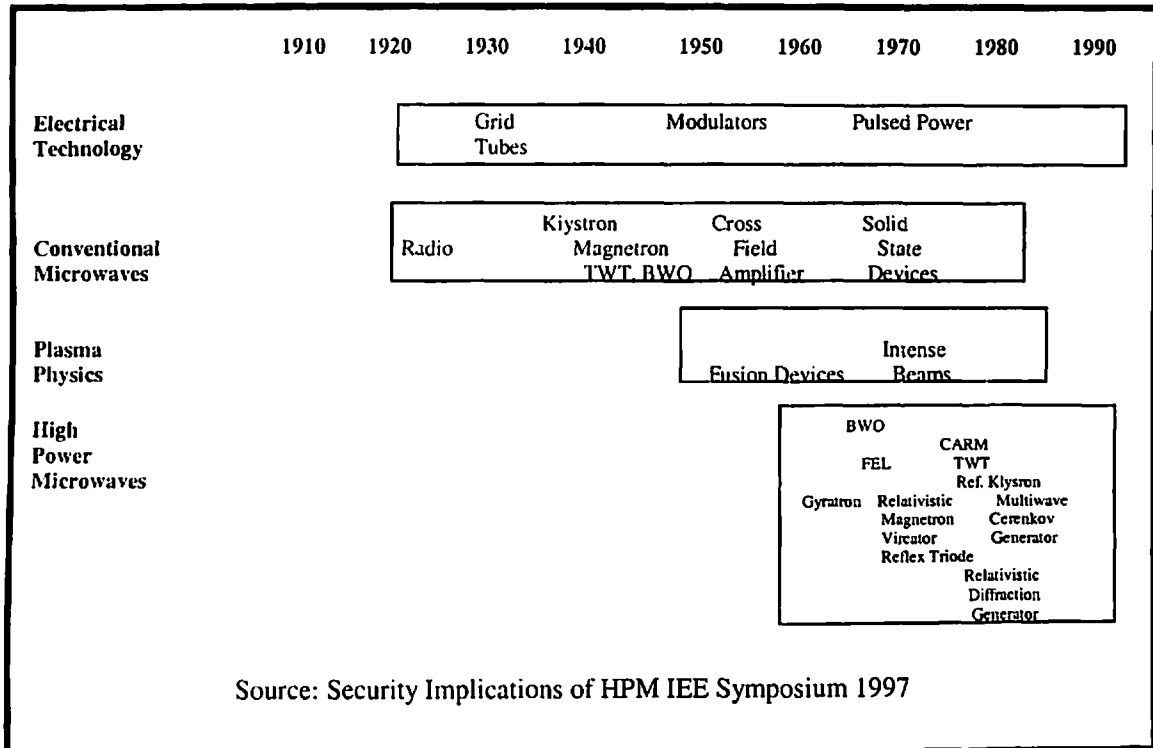 1910 1920 1930 1940 1950 1960 1970 1980 1990
Electrical Grid Modulators Pulsed Power
Technology Tubes
Kiystron Cross Solid
Conventional Radio Magnetron Field State
Microwaves TWT, BWO Amplifier Devices
Plasma Intense
Physics Fusion Devices Beams
High BWO
Power CARM
Microwaves FEL TWT
Ref. Klysron
Gyratron Relativistic Multiwave
Magnetron Cerenkov
Vircator Generator
Reflex Triode
Relativistic
Diffraction
Generator
Source: Security Implications of HPM IEE Symposium 1997